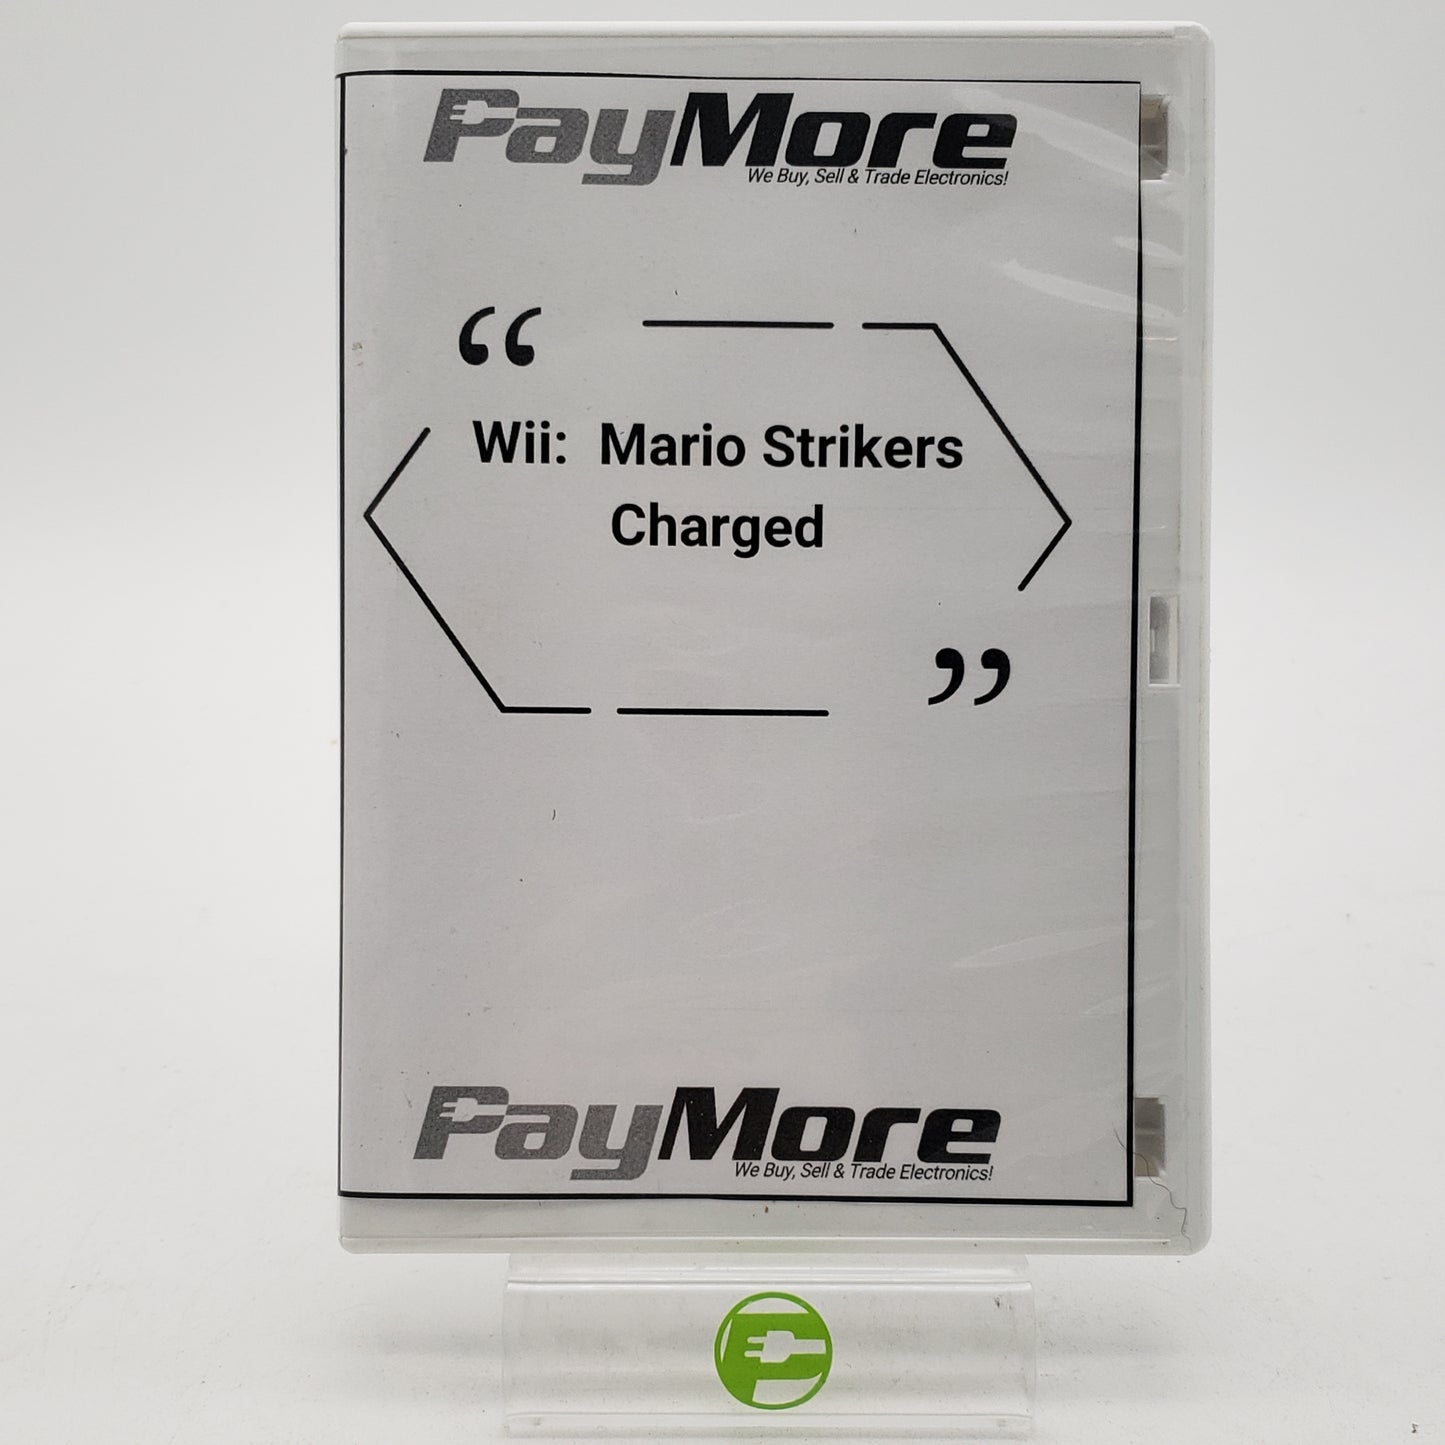 PayMore
We Buy, Sell & Trade Electronics!
“
Wii: Mario Strikers
Charged
”
PayMore
We Buy, Sell & Trade Electronics!